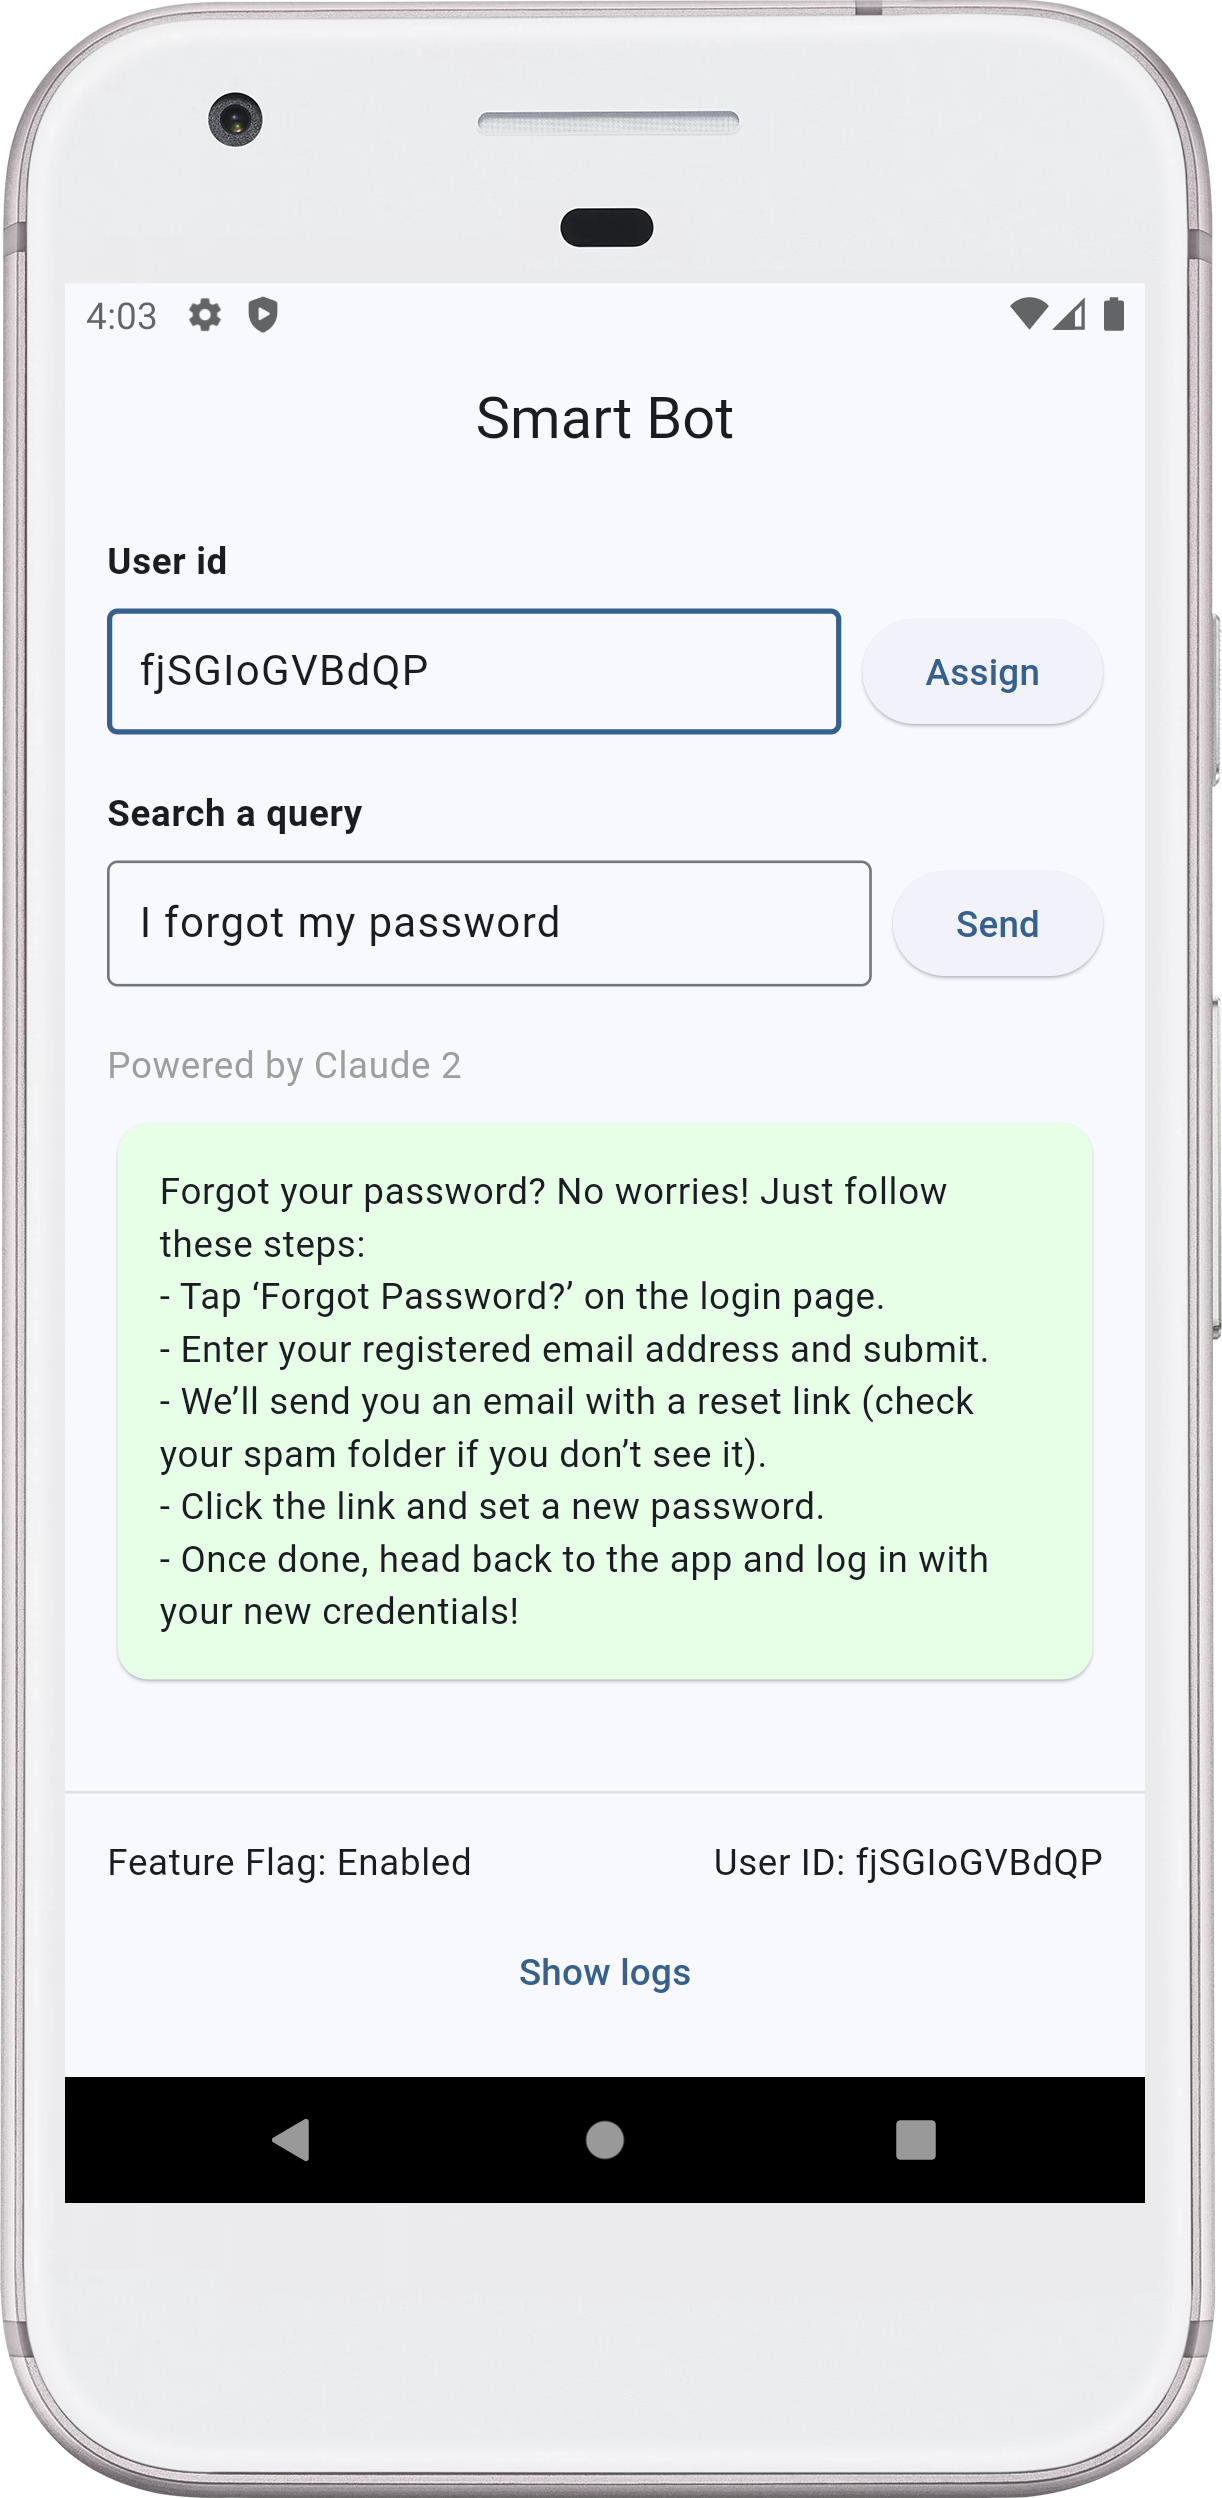 4:03
Smart Bot
User id
fjSGIoGVBdQP
Assign
Search a query
I forgot my password
Send
Powered by Claude 2
Forgot your password? No worries! Just follow
these steps:
- Tap ‘Forgot Password?’ on the login page.
- Enter your registered email address and submit.
- We’ll send you an email with a reset link (check
your spam folder if you don’t see it).
- Click the link and set a new password.
- Once done, head back to the app and log in with
your new credentials!
Feature Flag: Enabled
User ID: fjSGIoGVBdQP
Show logs